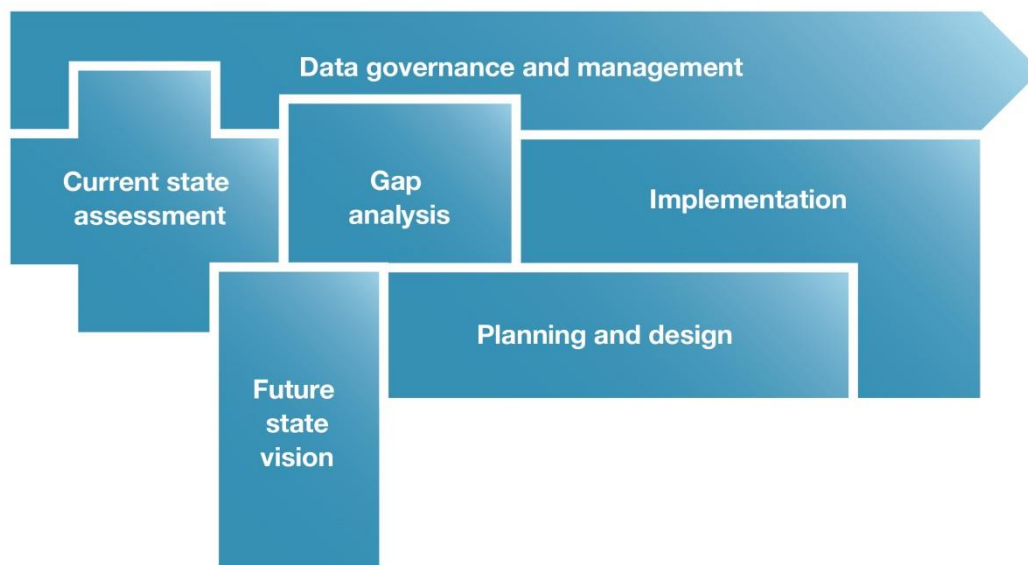 Data governance and management
Current state
assessment
Gap
analysis
Implementation
Planning and design
Future
state
vision